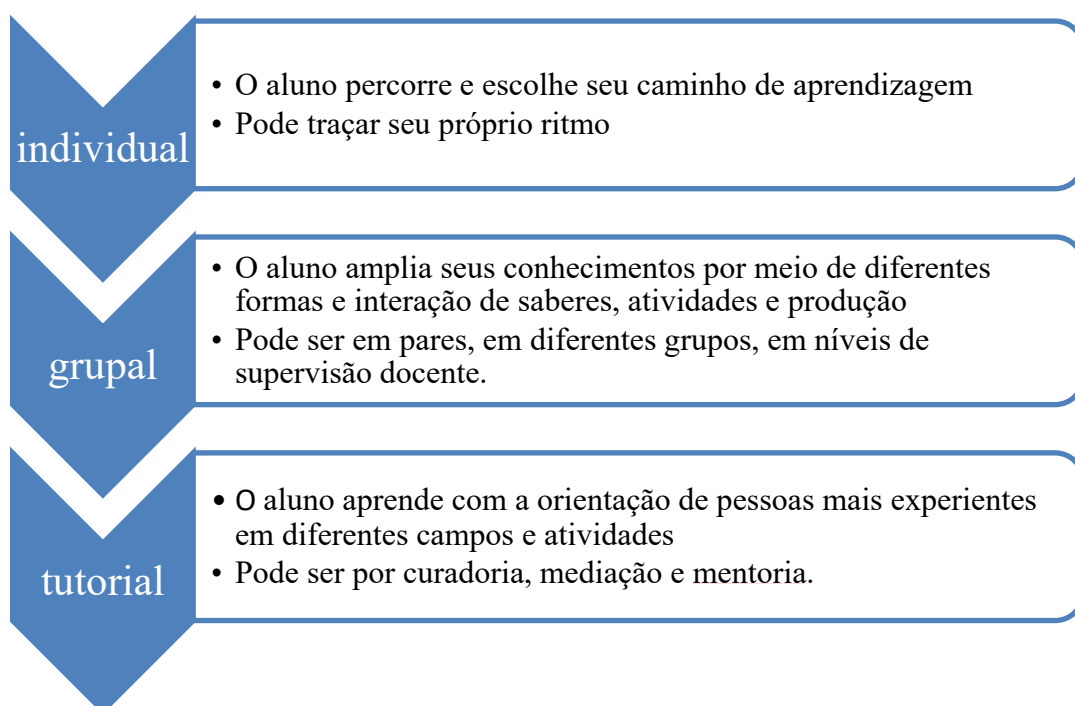 individual
• O aluno percorre e escolhe seu caminho de aprendizagem
• Pode traçar seu próprio ritmo
grupal
• O aluno amplia seus conhecimentos por meio de diferentes
formas e interação de saberes, atividades e produção
• Pode ser em pares, em diferentes grupos, em níveis de
supervisão docente.
tutorial
• O aluno aprende com a orientação de pessoas mais experientes
em diferentes campos e atividades
• Pode ser por curadoria, mediação e mentoria.